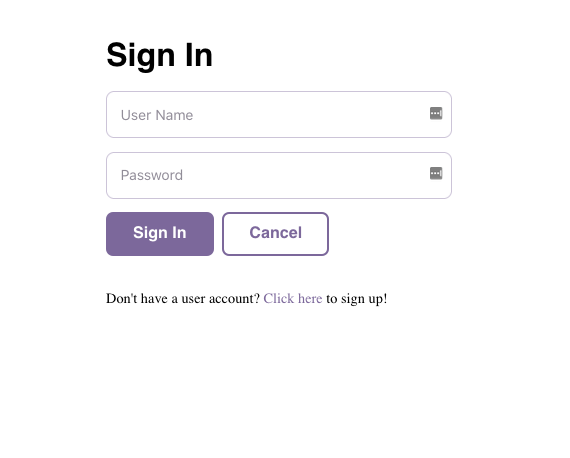 Sign In
User Name
Password
Sign In Cancel
Don't have a user account? Click here to sign up!